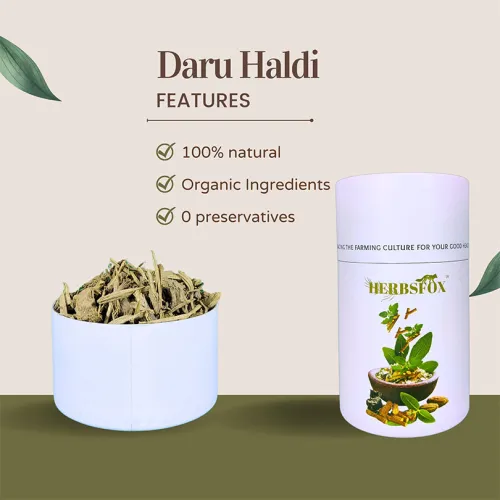 Daru Haldi
FEATURES
100% natural
Organic Ingredients
0 preservatives
THE FARMING CULTURE FOR YOUR GOOD
HERBSFOX